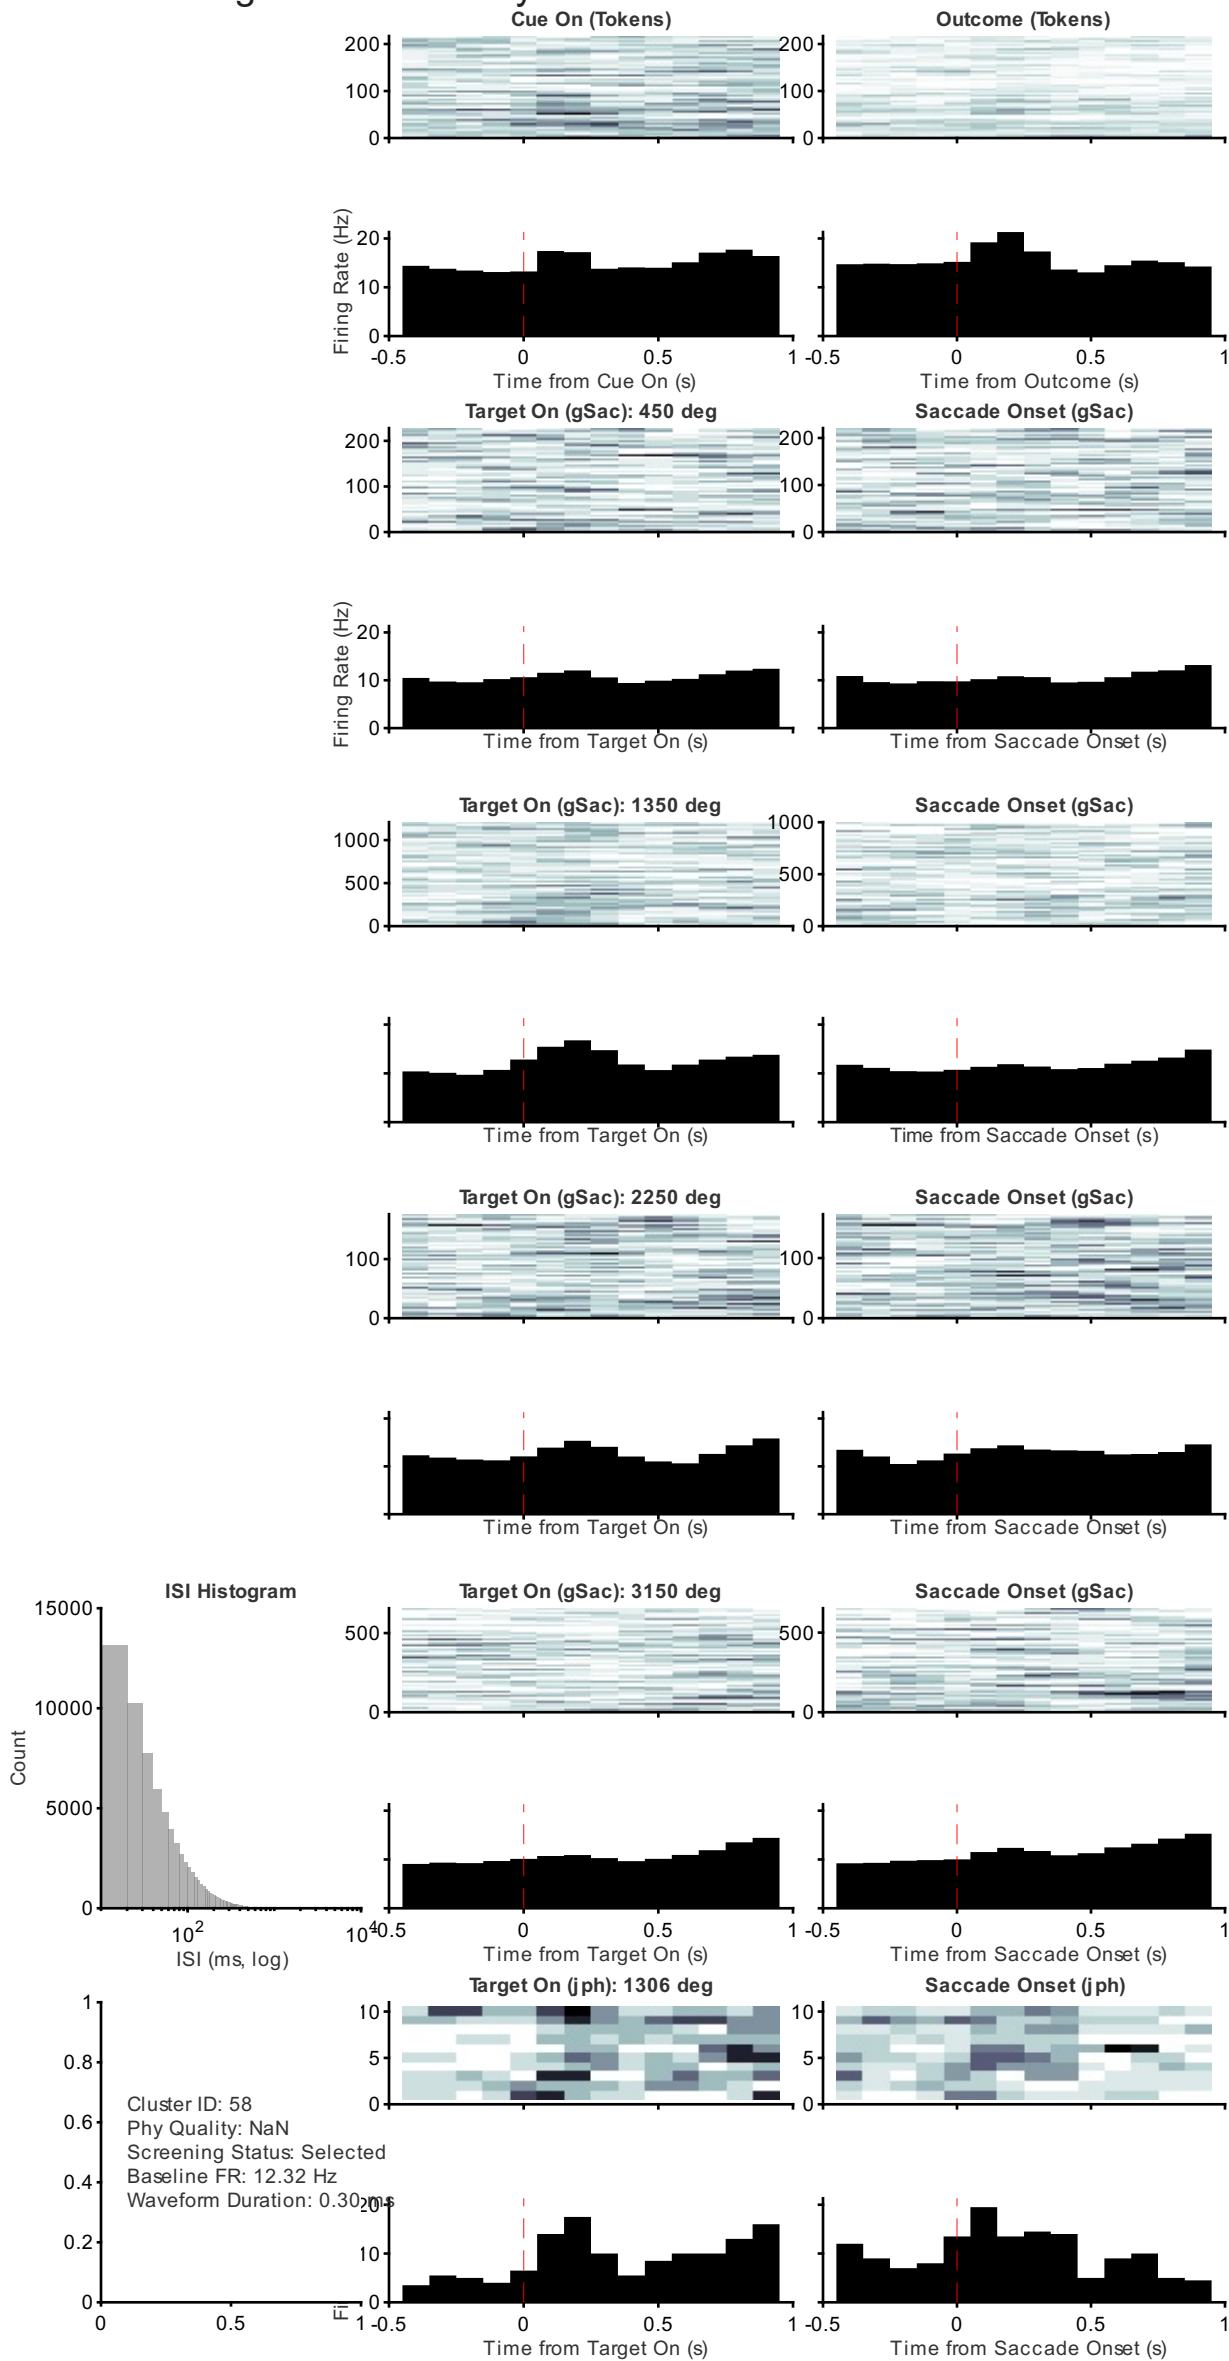 Cue On (Tokens)
Outcome (Tokens)
200
100
0
200
100
0
Firing Rate (Hz)
20
10
0
-0.5
0
0.5
1
-0.5
0
0.5
1
Time from Cue On (s)
Time from Outcome (s)
Target On (gSac): 450 deg
Saccade Onset (gSac)
200
100
0
200
100
0
Firing Rate (Hz)
20
10
0
Time from Target On (s)
Time from Saccade Onset (s)
Target On (gSac): 1350 deg
Saccade Onset (gSac)
1000
500
0
1000
500
0
Time from Target On (s)
Time from Saccade Onset (s)
Target On (gSac): 2250 deg
Saccade Onset (gSac)
100
0
100
0
Time from Target On (s)
Time from Saccade Onset (s)
ISI Histogram
Target On (gSac): 3150 deg
Saccade Onset (gSac)
15000
10000
5000
0
Count
10²
10⁴
ISI (ms, log)
500
0
500
0
-0.5
0
0.5
1
-0.5
0
0.5
1
Time from Target On (s)
Time from Saccade Onset (s)
Target On (jph): 1306 deg
Saccade Onset (jph)
1
0.8
0.6
0.4
0.2
0
0
0.5
1
Cluster ID: 58
Phy Quality: NaN
Screening Status: Selected
Baseline FR: 12.32 Hz
Waveform Duration: 0.30 ms
10
5
0
10
5
0
Fi
20
10
0
-0.5
0
0.5
1
-0.5
0
0.5
1
Time from Target On (s)
Time from Saccade Onset (s)